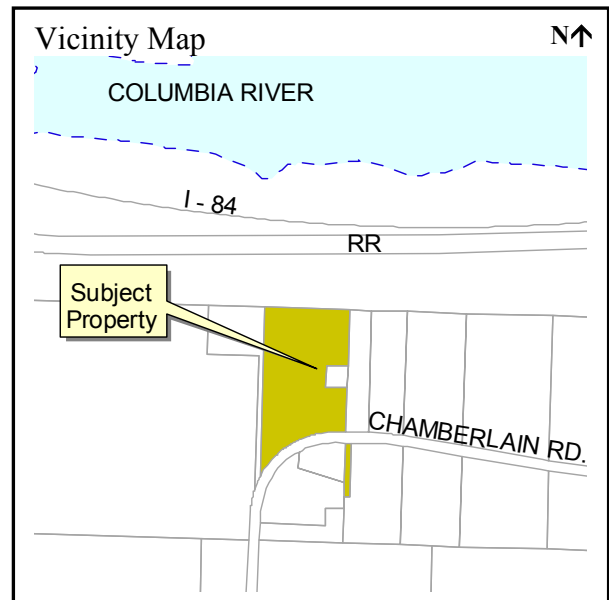 Vicinity Map
N↑
COLUMBIA RIVER
I - 84
RR
Subject
Property
CHAMBERLAIN RD.